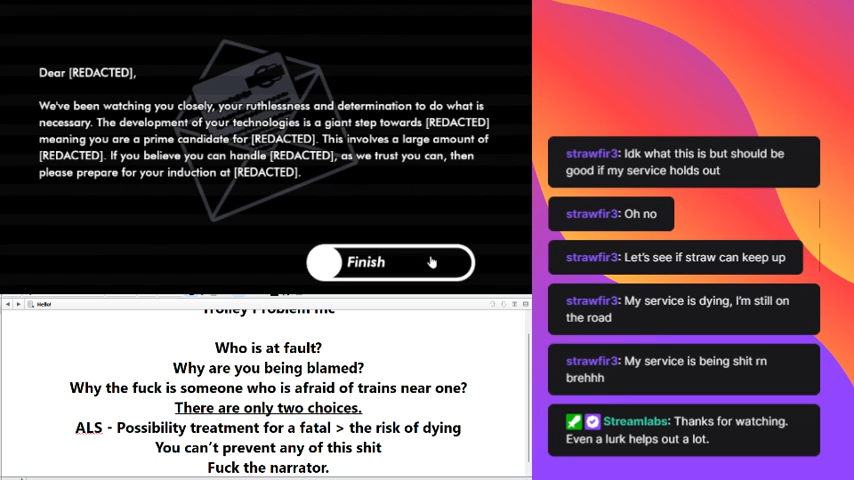 Dear [REDACTED],
We've been watching you closely, your ruthlessness and determination to do what is
necessary. The development of your technologies is a giant step towards [REDACTED]
meaning you are a prime candidate for [REDACTED]. This involves a large amount of
[REDACTED]. If you believe you can handle [REDACTED], as we trust you can, then
please prepare for your induction at [REDACTED].
Finish
Hello!
Trolley Problem Inc
Who is at fault?
Why are you being blamed?
Why the fuck is someone who is afraid of trains near one?
There are only two choices.
ALS - Possibility treatment for a fatal > the risk of dying
You can't prevent any of this shit
Fuck the narrator.
strawfir3: Idk what this is but should be
good if my service holds out
strawfir3: Oh no
strawfir3: Let's see if straw can keep up
strawfir3: My service is dying, I'm still on
the road
strawfir3: My service is being shit rn
brehhh
Streamlabs: Thanks for watching.
Even a lurk helps out a lot.